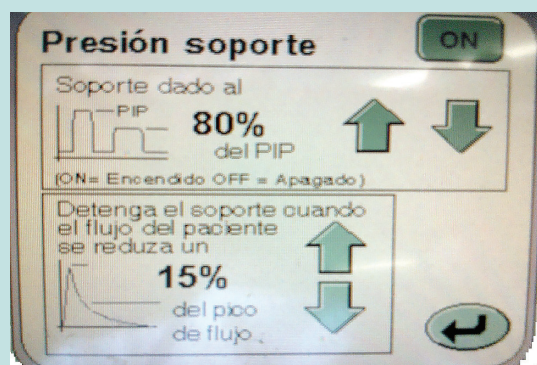 Presión soporte
ON
Soporte dado al
PIP
80%
del PIP
(ON= Encendido OFF = Apagado)
Detenga el soporte cuando
el flujo del paciente
se reduza un
15%
del pico
de flujo